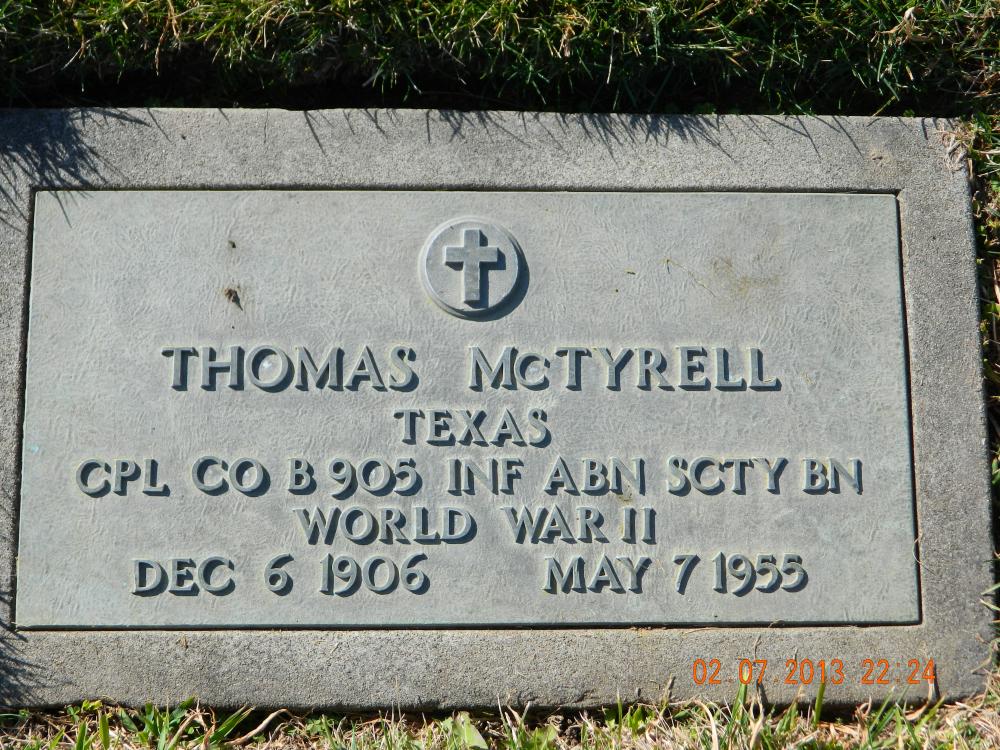 THOMAS McTYRELL
TEXAS
CPL CO B 905 INF ABN SCTY BN
WORLD WAR II
DEC 6 1906 MAY 7 1955
02.07.2013 22:24